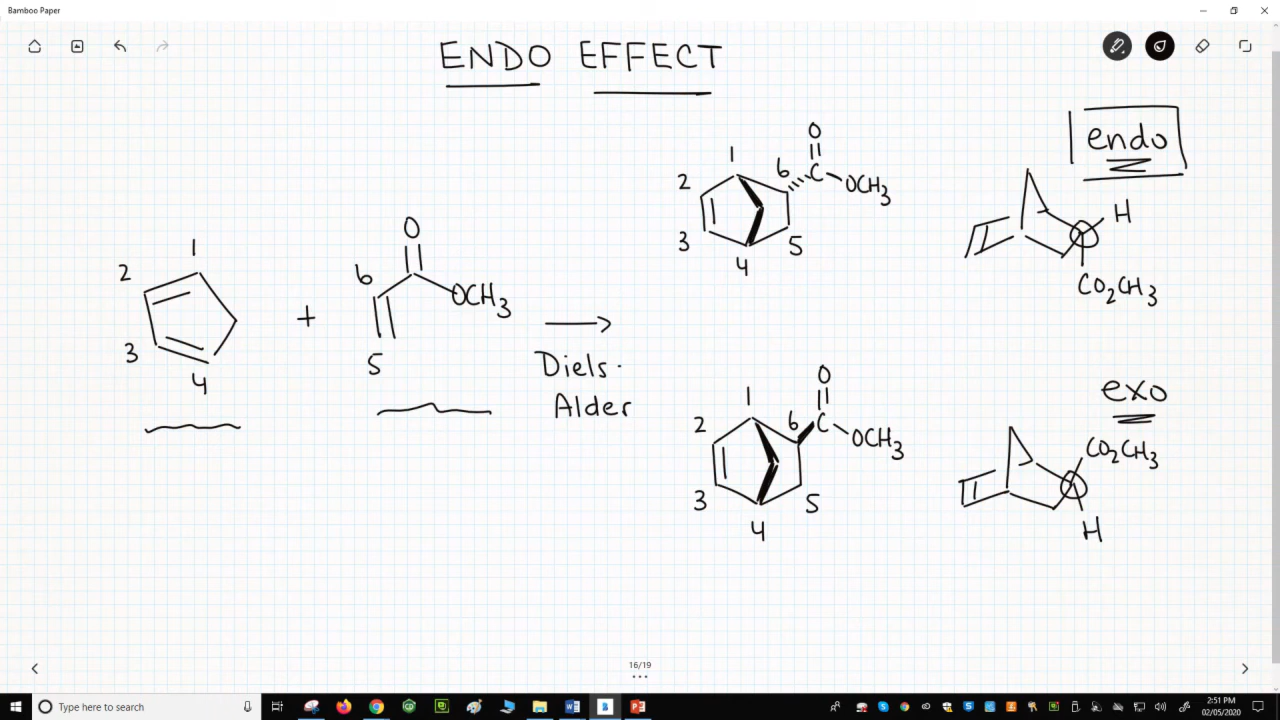 Bamboo Paper
ENDO EFFECT
endo
O
1
2
6
C
OCH3
3
5
4
H
CO2CH3
1
2
3
4
+
O
6
OCH3
5
Diels-
Alder
exo
O
1
2
6
C
OCH3
3
5
4
CO2CH3
H
16/19
Type here to search
2:51 PM
02/05/2020